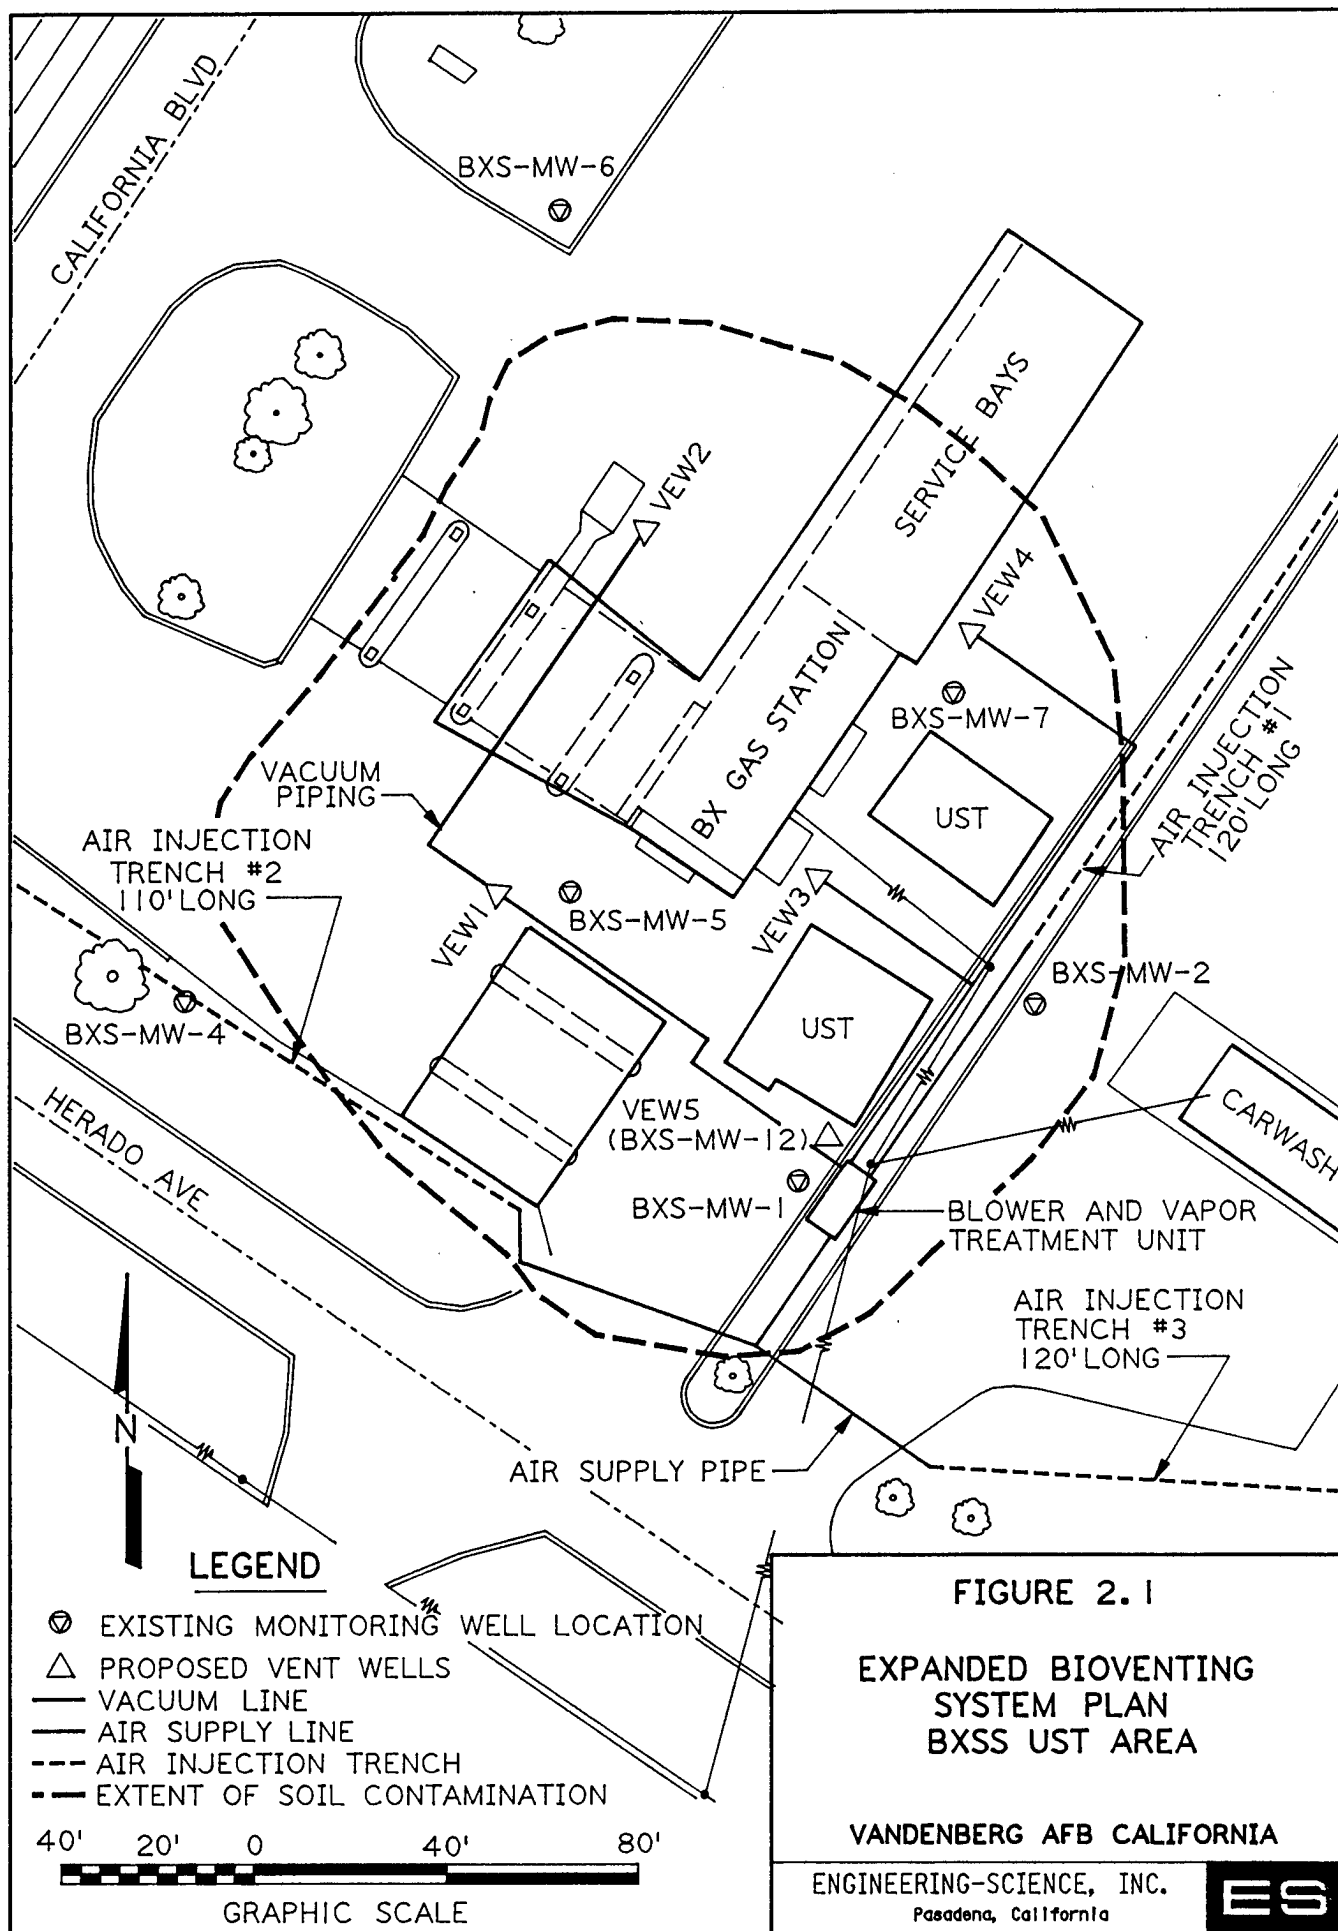 CALIFORNIA BLVD
BXS-MW-6
SERVICE BAYS
VEW2
VEW4
BXS-MW-7
BX GAS STATION
UST
AIR INJECTION
TRENCH #1
120' LONG
VACUUM
PIPING
AIR INJECTION
TRENCH #2
110' LONG
VEW1
BXS-MW-5
VEW3
BXS-MW-2
BXS-MW-4
UST
HERADO AVE
VEW5
(BXS-MW-12)
CARWASH
BXS-MW-1
BLOWER AND VAPOR
TREATMENT UNIT
AIR INJECTION
TRENCH #3
120' LONG
N
AIR SUPPLY PIPE
LEGEND
EXISTING MONITORING WELL LOCATION
PROPOSED VENT WELLS
VACUUM LINE
AIR SUPPLY LINE
AIR INJECTION TRENCH
EXTENT OF SOIL CONTAMINATION
40' 20' 0 40' 80'
GRAPHIC SCALE
FIGURE 2.1
EXPANDED BIOVENTING
SYSTEM PLAN
BXSS UST AREA
VANDENBERG AFB CALIFORNIA
ENGINEERING-SCIENCE, INC.
Pasadena, California
ES